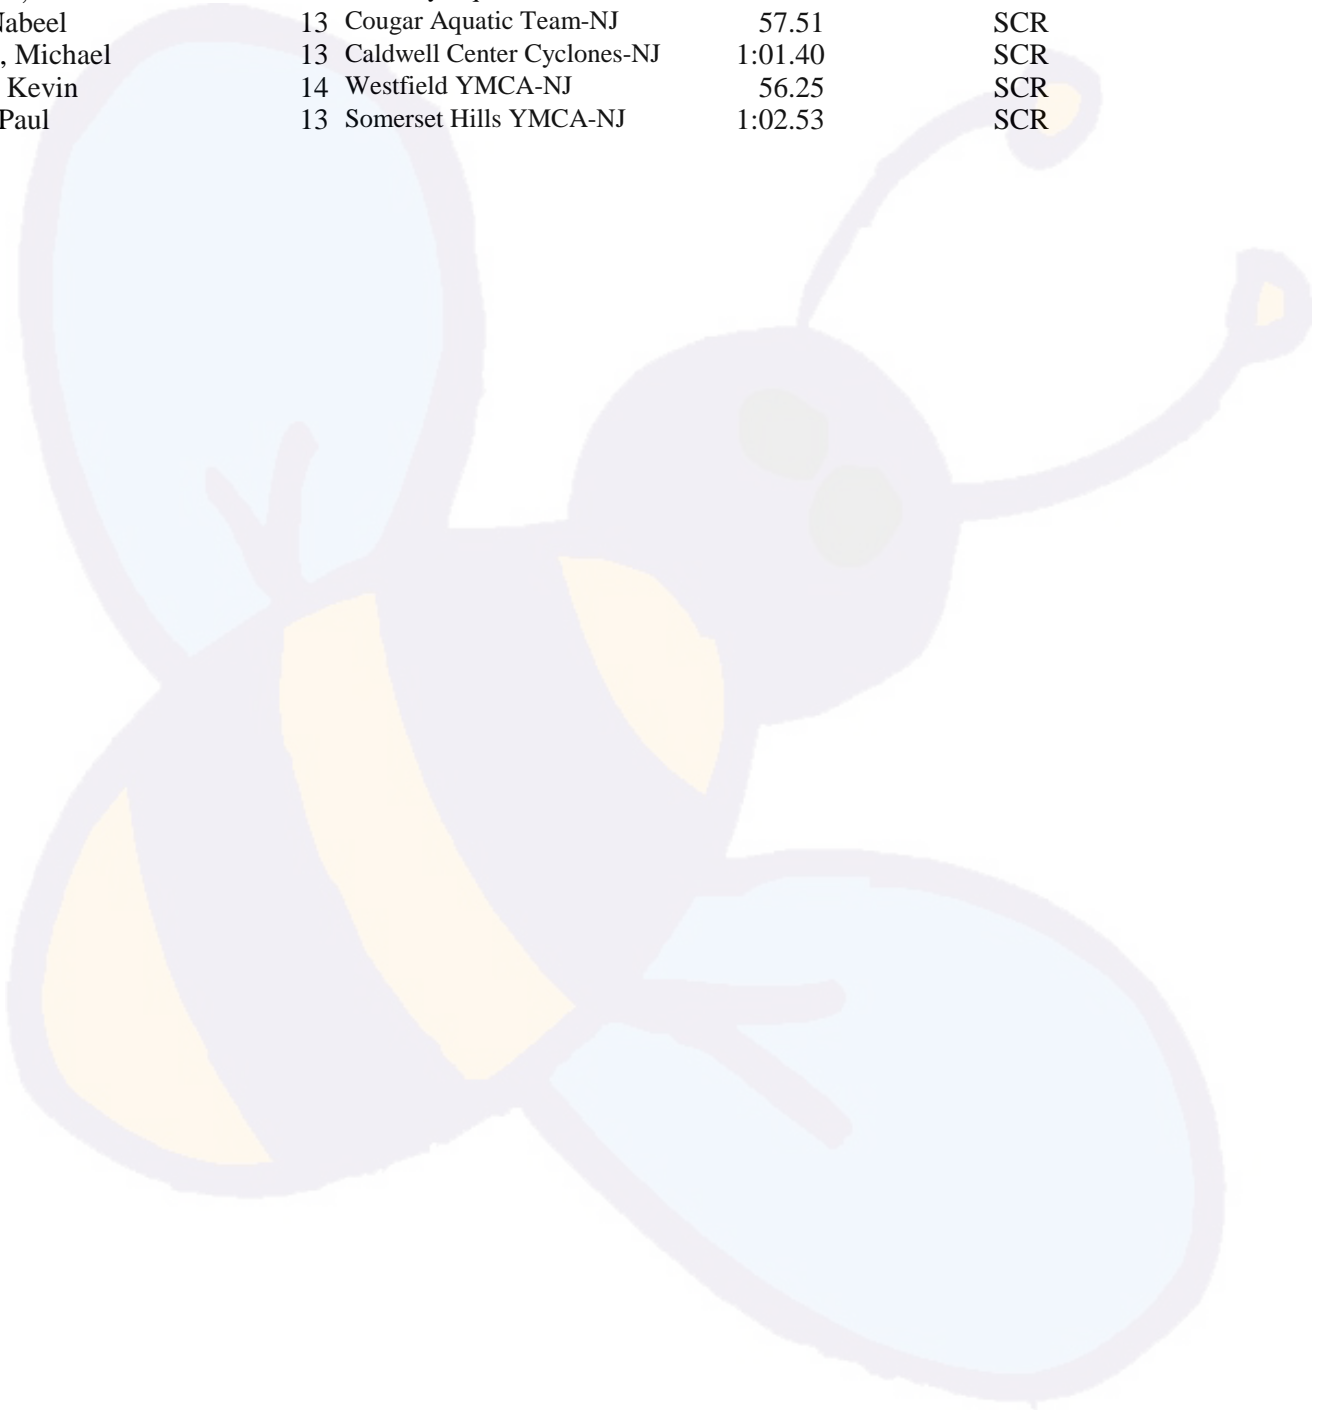 Nabeel 13 Cougar Aquatic Team-NJ 57.51 SCR
, Michael 13 Caldwell Center Cyclones-NJ 1:01.40 SCR
Kevin 14 Westfield YMCA-NJ 56.25 SCR
Paul 13 Somerset Hills YMCA-NJ 1:02.53 SCR